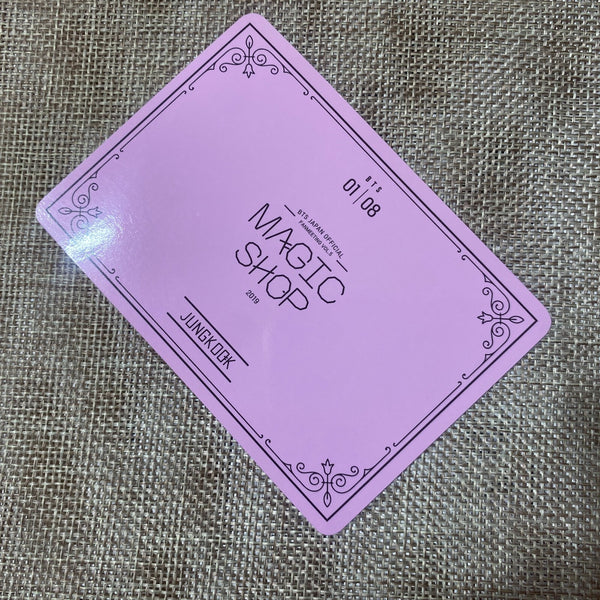 BTS
01/08
BTS JAPAN OFFICIAL
FANMEETING VOL.5
MAGIC
SHOP
2019
JUNGKOOK